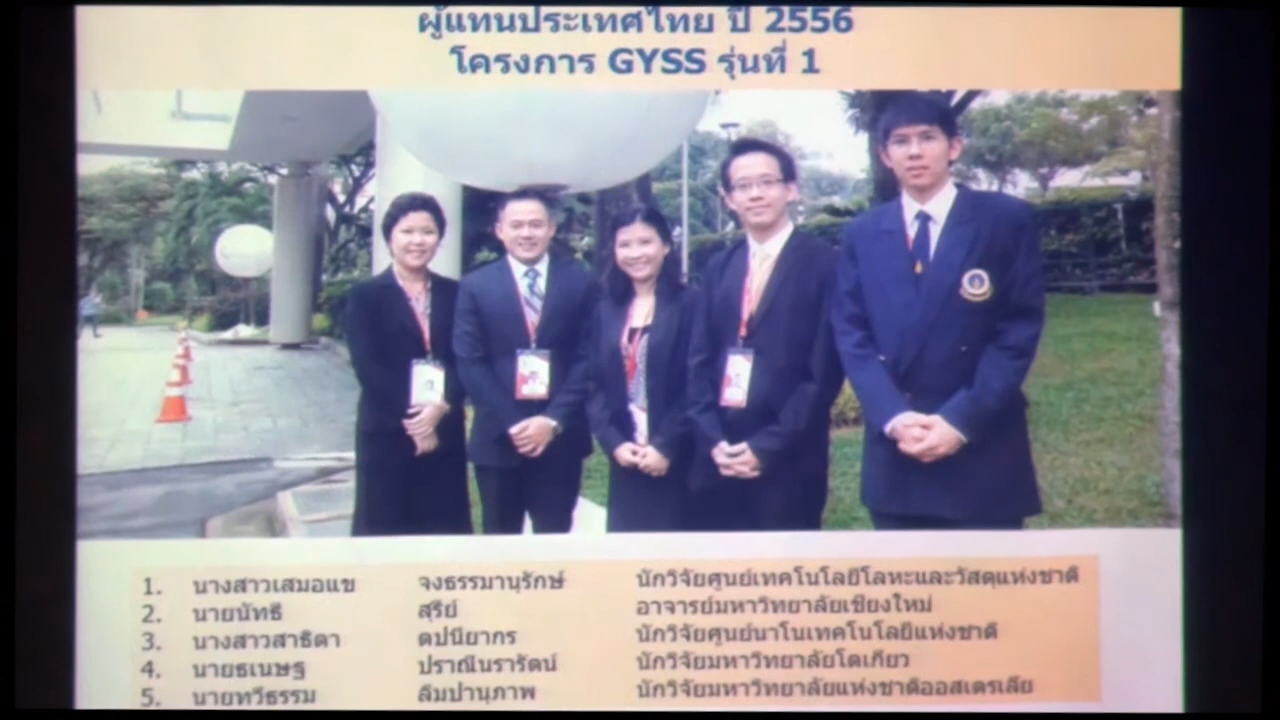 ผู้แทนประเทศไทย ปี 2556
โครงการ GYSS รุ่นที่ 1
1. นางสาวเสมอแข จงธรรมานุรักษ์ นักวิจัยศูนย์เทคโนโลยีโลหะและวัสดุแห่งชาติ
2. นายนัทธี สุรีย์ อาจารย์มหาวิทยาลัยเชียงใหม่
3. นางสาวสาธิตา ตปนียากร นักวิจัยศูนย์นาโนเทคโนโลยีแห่งชาติ
4. นายธเนษฐ ปราณีนรารัตน์ นักวิจัยมหาวิทยาลัยโตเกียว
5. นายทวีธรรม ลิมปานุภาพ นักวิจัยมหาวิทยาลัยแห่งชาติออสเตรเลีย